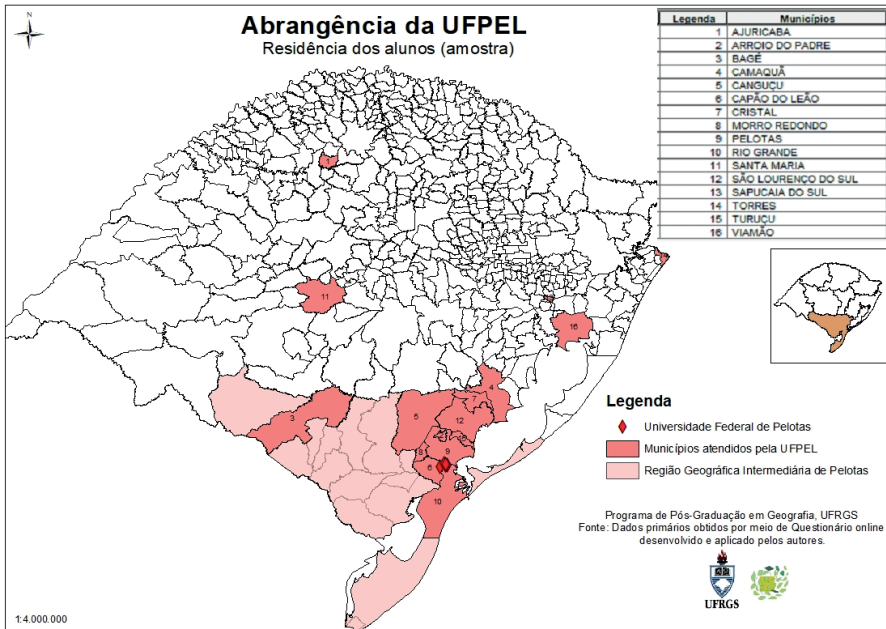 N
Abrangência da UFPEL
Residência dos alunos (amostra)
Legenda Municípios
1 AJURICABA
2 ARROIO DO PADRE
3 BAGÉ
4 CAMAQUÃ
5 CANGUÇU
6 CAPÃO DO LEÃO
7 CRISTAL
8 MORRO REDONDO
9 PELOTAS
10 RIO GRANDE
11 SANTA MARIA
12 SÃO LOURENÇO DO SUL
13 SAPUCAIA DO SUL
14 TORRES
15 TURUÇU
16 VIAMÃO
1
11
16
4
7
3
5
12
8
9
6
10
Legenda
Universidade Federal de Pelotas
Municípios atendidos pela UFPEL
Região Geográfica Intermediária de Pelotas
Programa de Pós-Graduação em Geografia, UFRGS
Fonte: Dados primários obtidos por meio de Questionário online
desenvolvido e aplicado pelos autores.
UFRGS
1:4.000.000